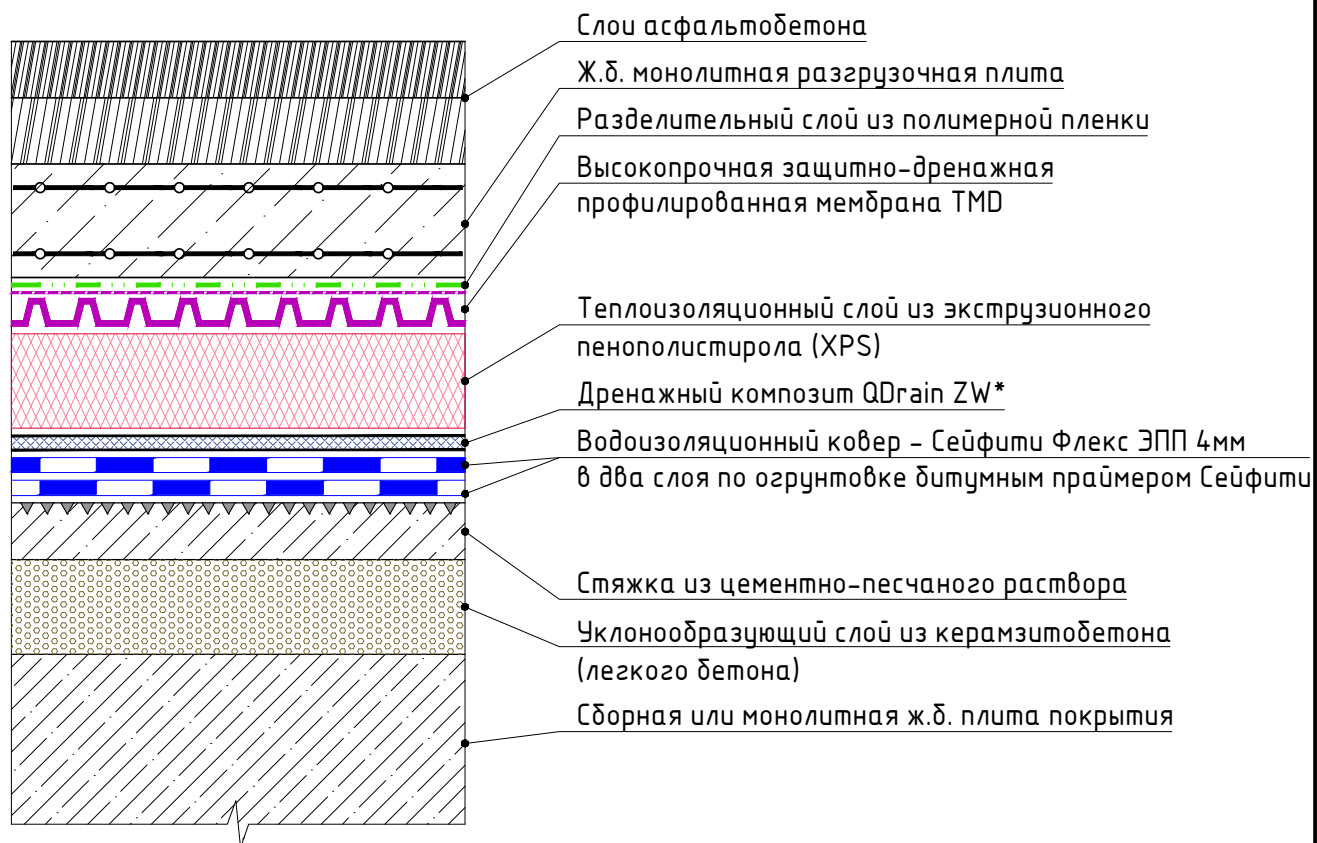 Слои асфальтобетона
Ж.б. монолитная разгрузочная плита
Разделительный слой из полимерной пленки
Высокопрочная защитно-дренажная
профилированная мембрана TMD
Теплоизоляционный слой из экструзионного
пенополистирола (XPS)
Дренажный композит QDrain ZW*
Водоизоляционный ковер - Сейфити Флекс ЭПП 4мм
в два слоя по огрунтовке битумным праймером Сейфити
Стяжка из цементно-песчаного раствора
Уклонообразующий слой из керамзитобетона
(легкого бетона)
Сборная или монолитная ж.б. плита покрытия